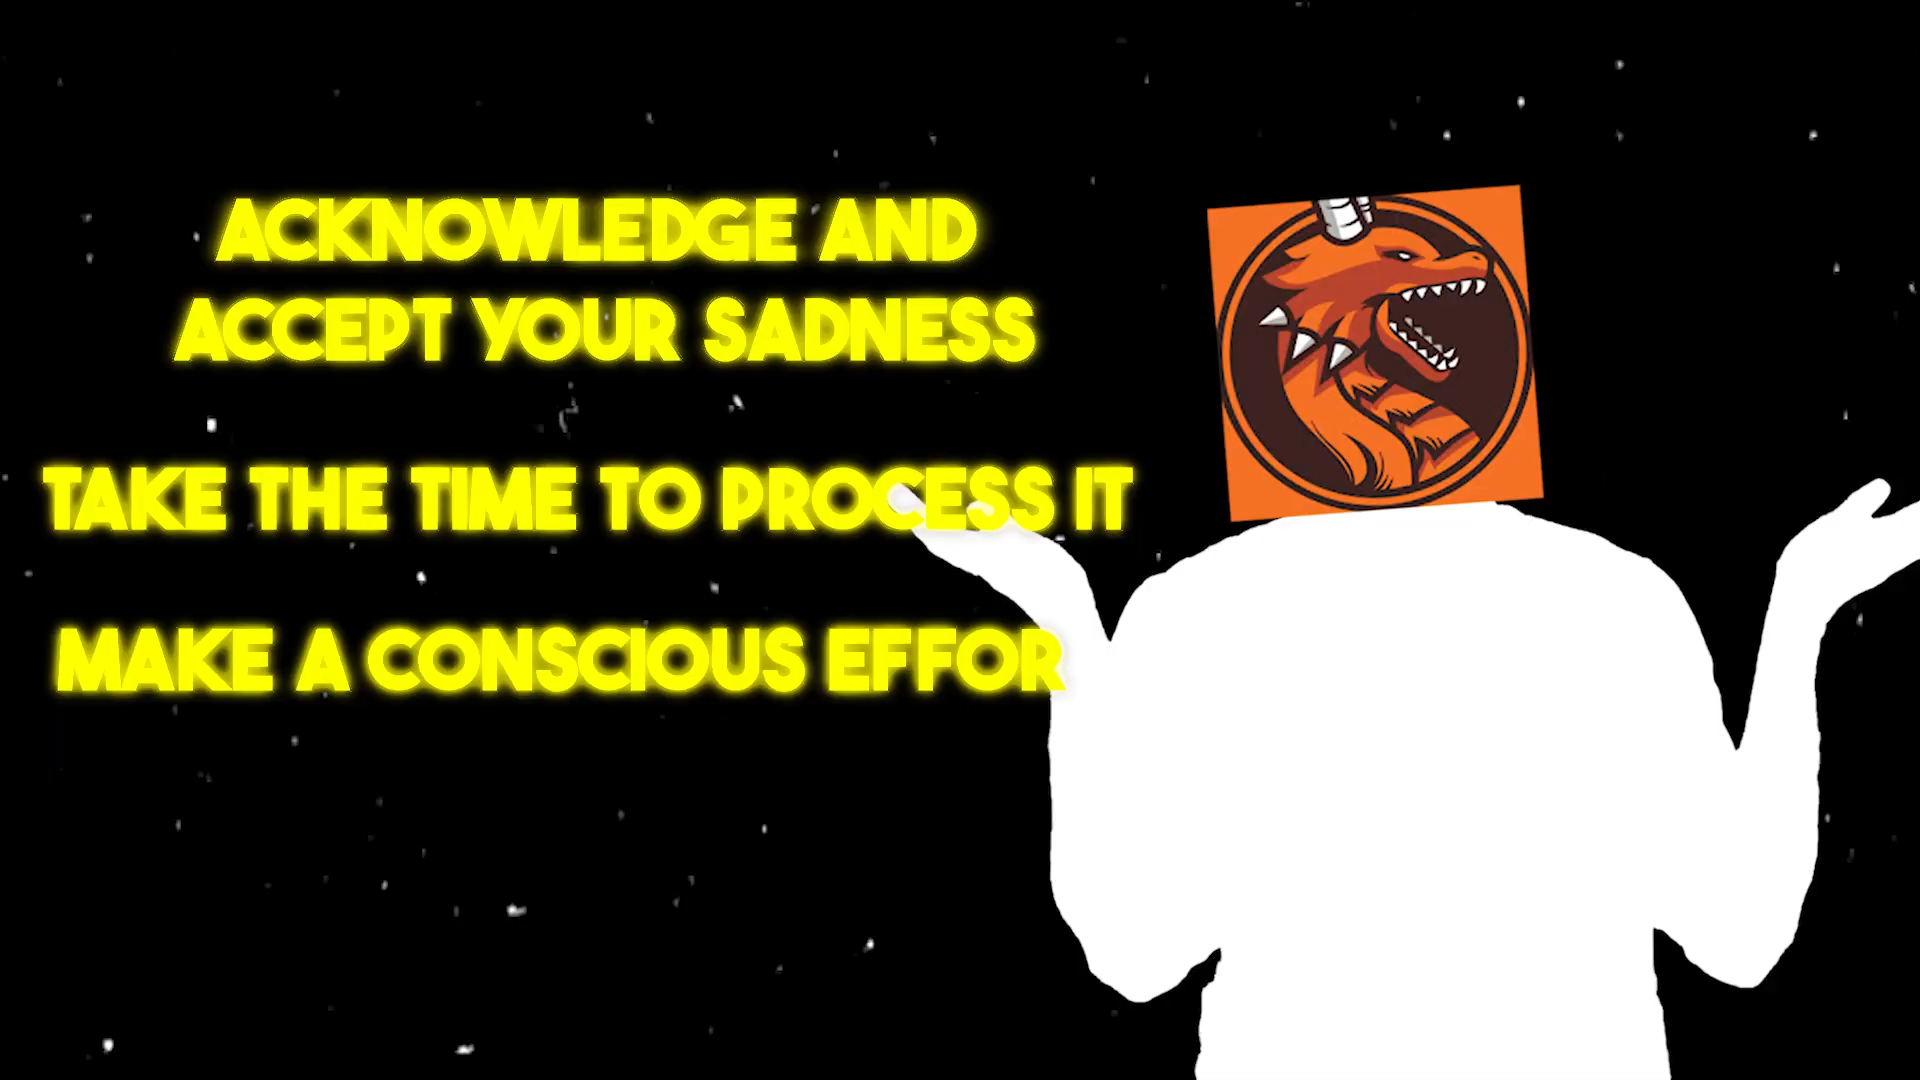 ACKNOWLEDGE AND
ACCEPT YOUR SADNESS
TAKE THE TIME TO PROCESS IT
MAKE A CONSCIOUS EFFOR